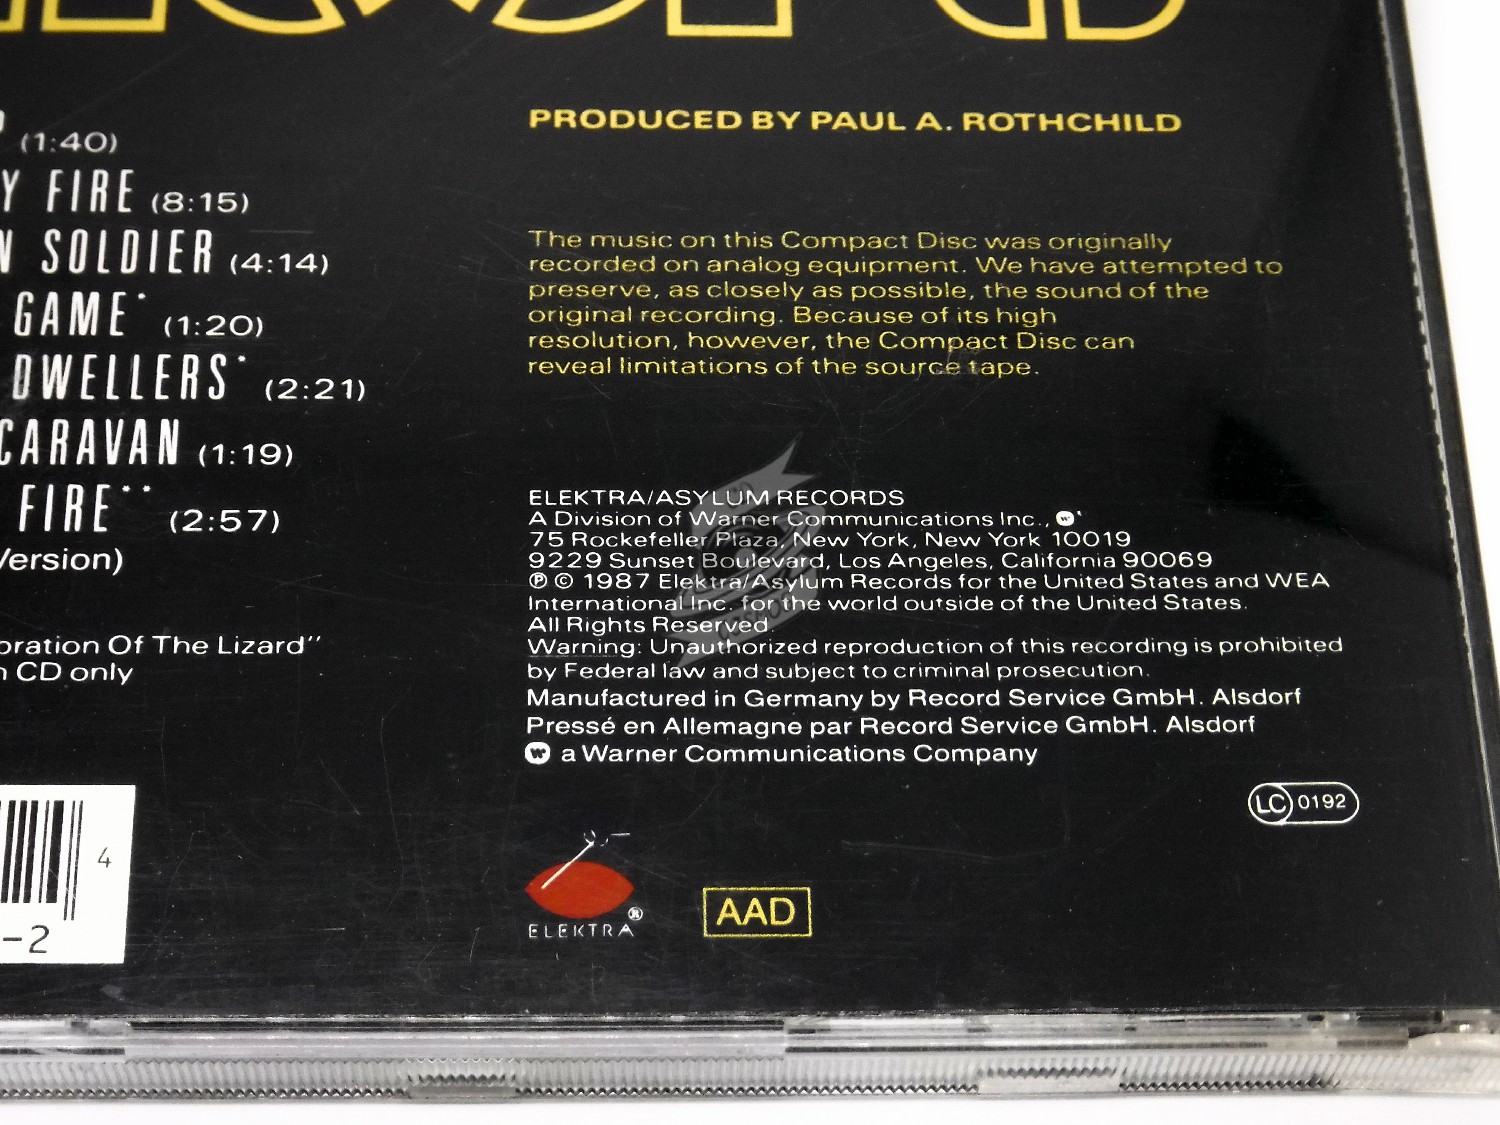 (1:40)
Y FIRE (8:15)
N SOLDIER (4:14)
GAME* (1:20)
DWELLERS* (2:21)
CARAVAN (1:19)
FIRE** (2:57)
Version)
oration Of The Lizard"
n CD only
4
-2
PRODUCED BY PAUL A. ROTHCHILD
The music on this Compact Disc was originally
recorded on analog equipment. We have attempted to
preserve, as closely as possible, the sound of the
original recording. Because of its high
resolution, however, the Compact Disc can
reveal limitations of the source tape.
ELEKTRA/ASYLUM RECORDS
A Division of Warner Communications Inc.,
75 Rockefeller Plaza, New York, New York 10019
9229 Sunset Boulevard, Los Angeles, California 90069
℗ © 1987 Elektra/Asylum Records for the United States and WEA
International Inc. for the world outside of the United States.
All Rights Reserved.
Warning: Unauthorized reproduction of this recording is prohibited
by Federal law and subject to criminal prosecution.
Manufactured in Germany by Record Service GmbH. Alsdorf
Pressé en Allemagne par Record Service GmbH. Alsdorf
a Warner Communications Company
LC 0192
ELEKTRA®
AAD